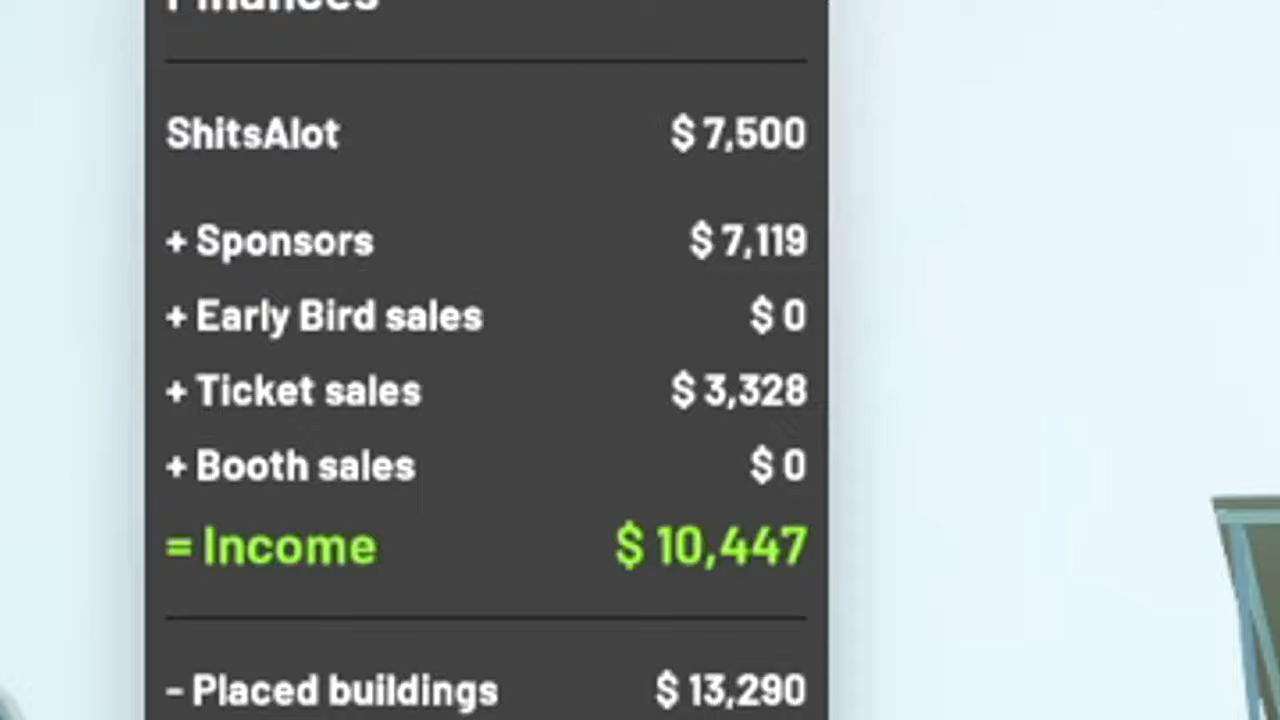 Finances
ShitsAlot $ 7,500
+ Sponsors $ 7,119
+ Early Bird sales $ 0
+ Ticket sales $ 3,328
+ Booth sales $ 0
= Income $ 10,447
- Placed buildings $ 13,290